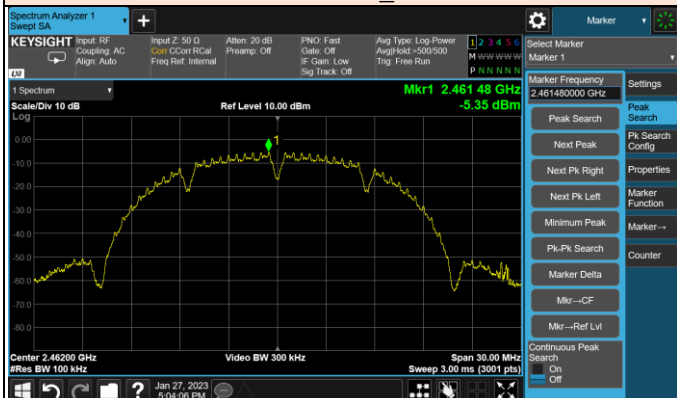 Spectrum Analyzer 1
Swept SA
+
Marker
KEYSIGHT
Input: RF
Coupling: AC
Align: Auto
Input Z: 50 Ω
Corr CCorr RCal
Freq Ref: Internal
Atten: 20 dB
Preamp: Off
PNO: Fast
Gate: Off
IF Gain: Low
Sig Track: Off
Avg Type: Log-Power
Avg|Hold:>500/500
Trig: Free Run
1 2 3 4 5 6
M W W W W W
P N N N N N
LXI
Select Marker
Marker 1
1 Spectrum
Scale/Div 10 dB
Log
Ref Level 10.00 dBm
Mkr1 2.461 48 GHz
-5.35 dBm
1
0.00
-10.0
-20.0
-30.0
-40.0
-50.0
-60.0
-70.0
-80.0
Center 2.46200 GHz
#Res BW 100 kHz
Video BW 300 kHz
Span 30.00 MHz
Sweep 3.00 ms (3001 pts)
Marker Frequency
2.461480000 GHz
Peak Search
Next Peak
Next Pk Right
Next Pk Left
Minimum Peak
Pk-Pk Search
Marker Delta
Mkr→CF
Mkr→Ref Lvl
Continuous Peak
Search
On
Off
Settings
Peak
Search
Pk Search
Config
Properties
Marker
Function
Marker→
Counter
?
Jan 27, 2023
5:04:06 PM